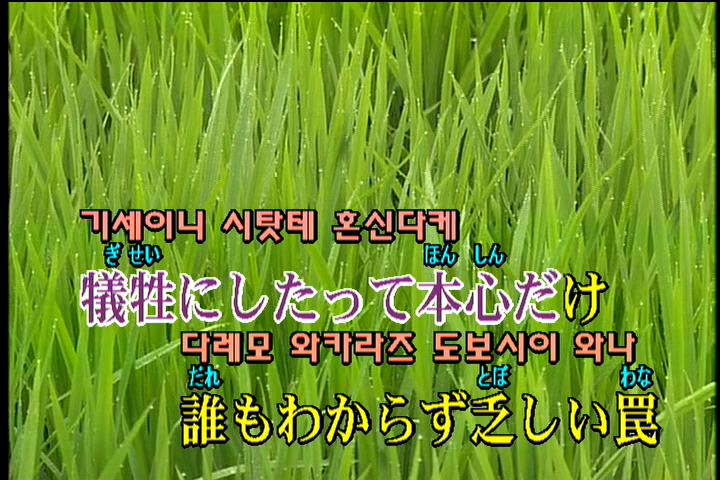 기세이니 시탓테 혼신다케
ぎ せい ほん しん
犠牲にしたって本心だけ
다레모 와카라즈 도보시이 와나
だれ とぼ わな
誰もわからず乏しい罠